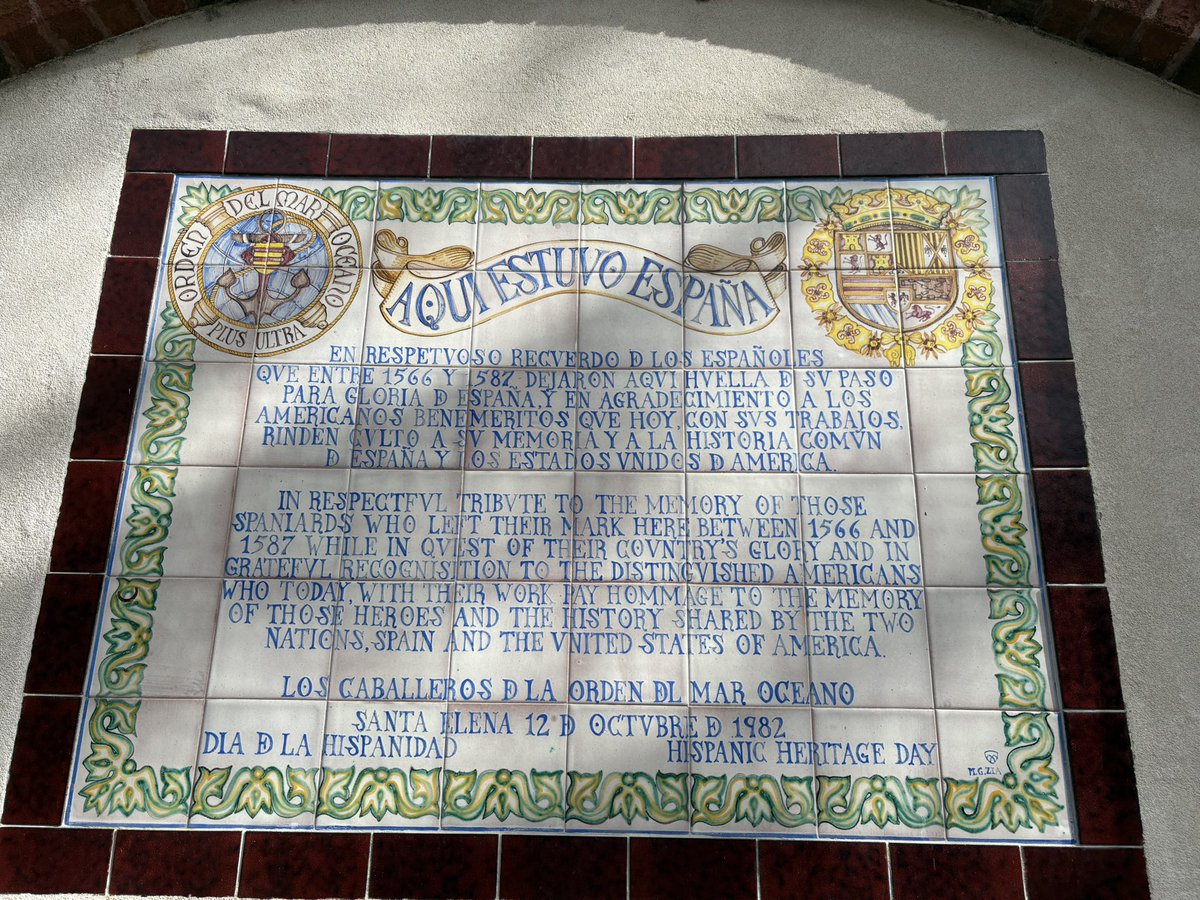 ORDEN DEL MAR OCEANO
PLUS ULTRA
AQUI ESTUVO ESPAÑA
EN RESPETVOSO RECVERDO D LOS ESPAÑOLES
QVE ENTRE 1566 Y 1587, DEJARON AQVI HVELLA D SV PASO
PARA GLORIA D ESPAÑA, Y EN AGRADECIMIENTO A LOS
AMERICANOS BENEMERITOS QVE HOY, CON SVS TRABAJOS,
RINDEN CVLTO A SV MEMORIA Y A LA HISTORIA COMVN
D ESPAÑA Y LOS ESTADOS VNIDOS D AMERICA.
IN RESPECTFVL TRIBVTE TO THE MEMORY OF THOSE
SPANIARDS WHO LEFT THEIR MARK HERE BETWEEN 1566 AND
1587 WHILE IN QVEST OF THEIR COVNTRY'S GLORY AND IN
GRATEFVL RECOGNISITION TO THE DISTINGVISHED AMERICANS
WHO TODAY, WITH THEIR WORK PAY HOMMAGE TO THE MEMORY
OF THOSE HEROES AND THE HISTORY SHARED BY THE TWO
NATIONS, SPAIN AND THE VNITED STATES OF AMERICA.
LOS CABALLEROS D LA ORDEN DL MAR OCEANO
SANTA ELENA 12 D OCTVBRE D 1982
DIA D LA HISPANIDAD HISPANIC HERITAGE DAY
M.G.ZIA